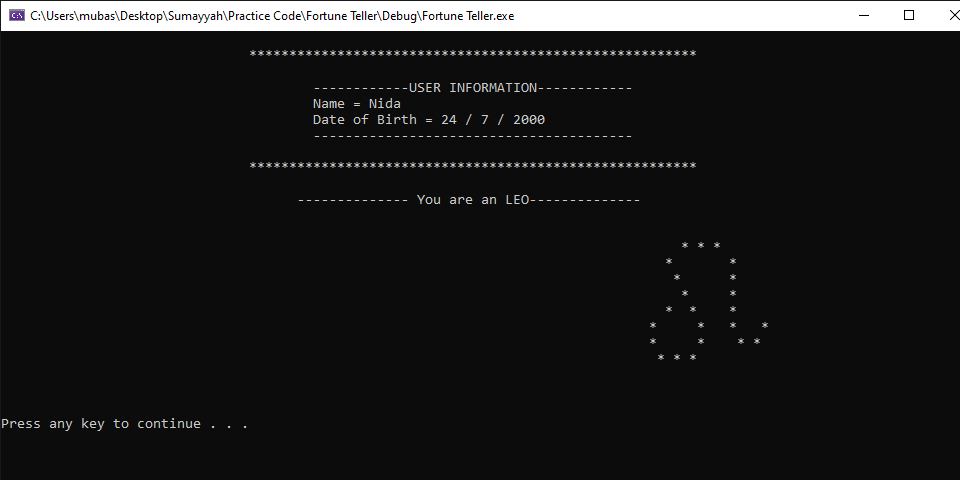 C:\Users\mubas\Desktop\Sumayyah\Practice Code\Fortune Teller\Debug\Fortune Teller.exe
********************************************************
------------USER INFORMATION------------
Name = Nida
Date of Birth = 24 / 7 / 2000
----------------------------------------
********************************************************
-------------- You are an LEO--------------
* * *
*       *
*      *
*     *
*  *    *
*     *   *   *
*     *    * *
* * *
Press any key to continue . . .